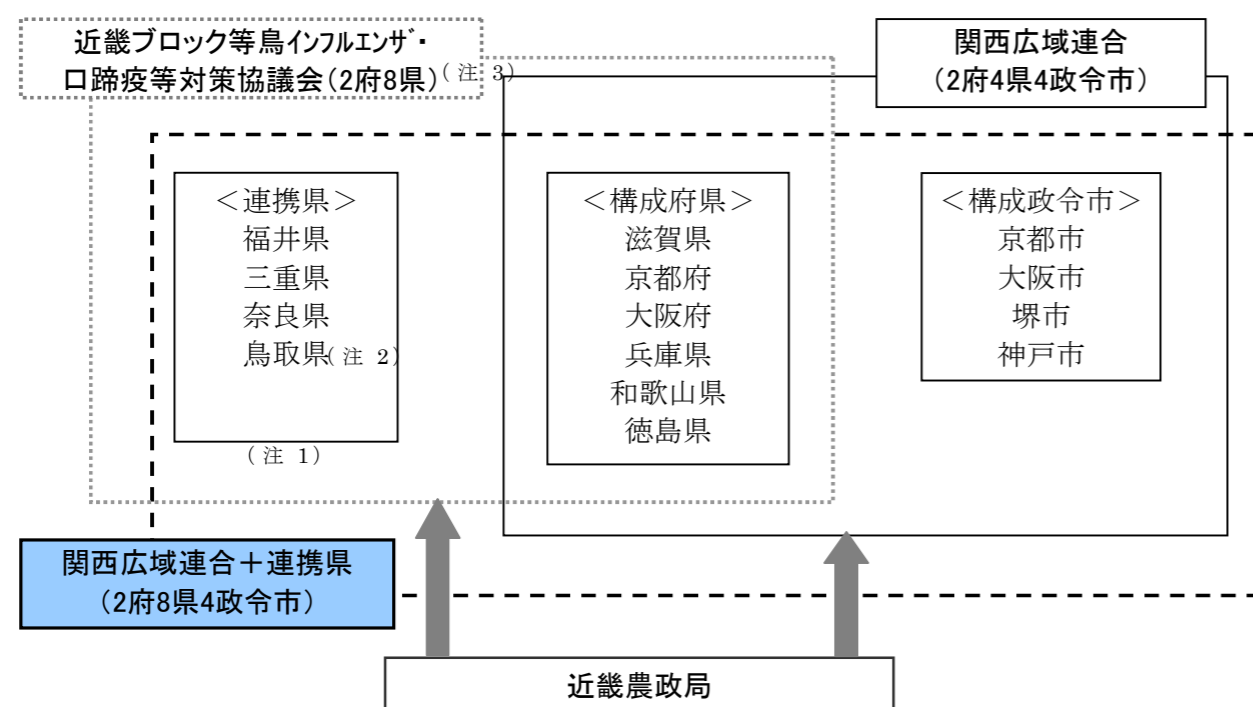 近畿ブロック等鳥インフルエンザ・
口蹄疫等対策協議会(2府8県)(注 3)
関西広域連合
(2府4県4政令市)
＜連携県＞
福井県
三重県
奈良県
鳥取県(注 2)
(注 1)
＜構成府県＞
滋賀県
京都府
大阪府
兵庫県
和歌山県
徳島県
＜構成政令市＞
京都市
大阪市
堺市
神戸市
関西広域連合＋連携県
(2府8県4政令市)
近畿農政局